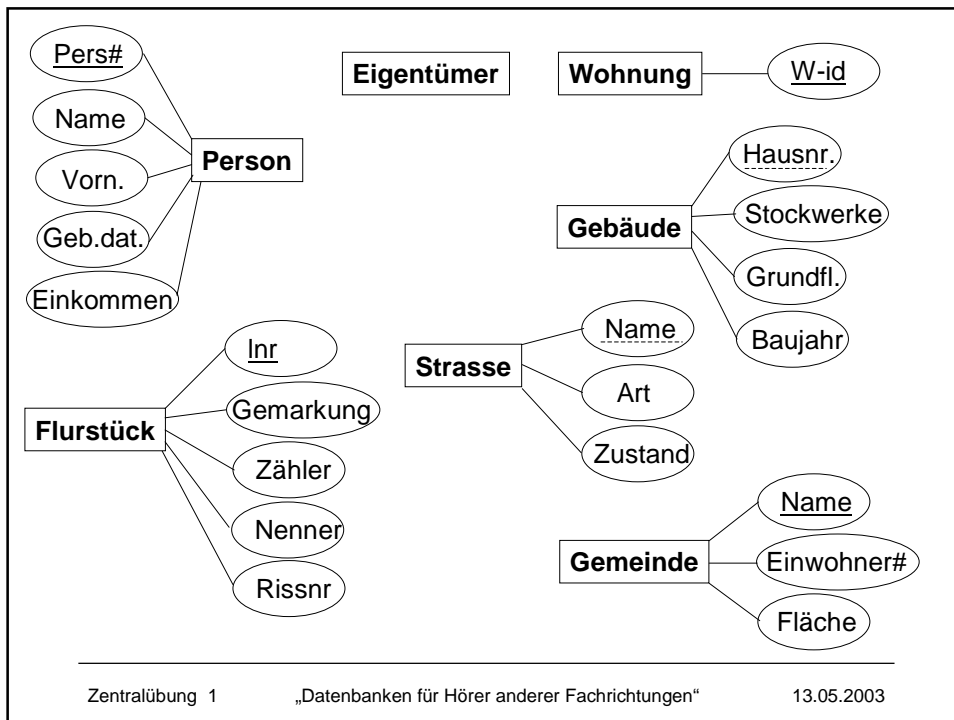 Pers#
Name
Vorn.
Geb.dat.
Einkommen
Person
Eigentümer
Wohnung
W-id
Gebäude
Hausnr.
Stockwerke
Grundfl.
Baujahr
Strasse
Name
Art
Zustand
Flurstück
lnr
Gemarkung
Zähler
Nenner
Rissnr
Gemeinde
Name
Einwohner#
Fläche
Zentralübung 1 „Datenbanken für Hörer anderer Fachrichtungen“ 13.05.2003